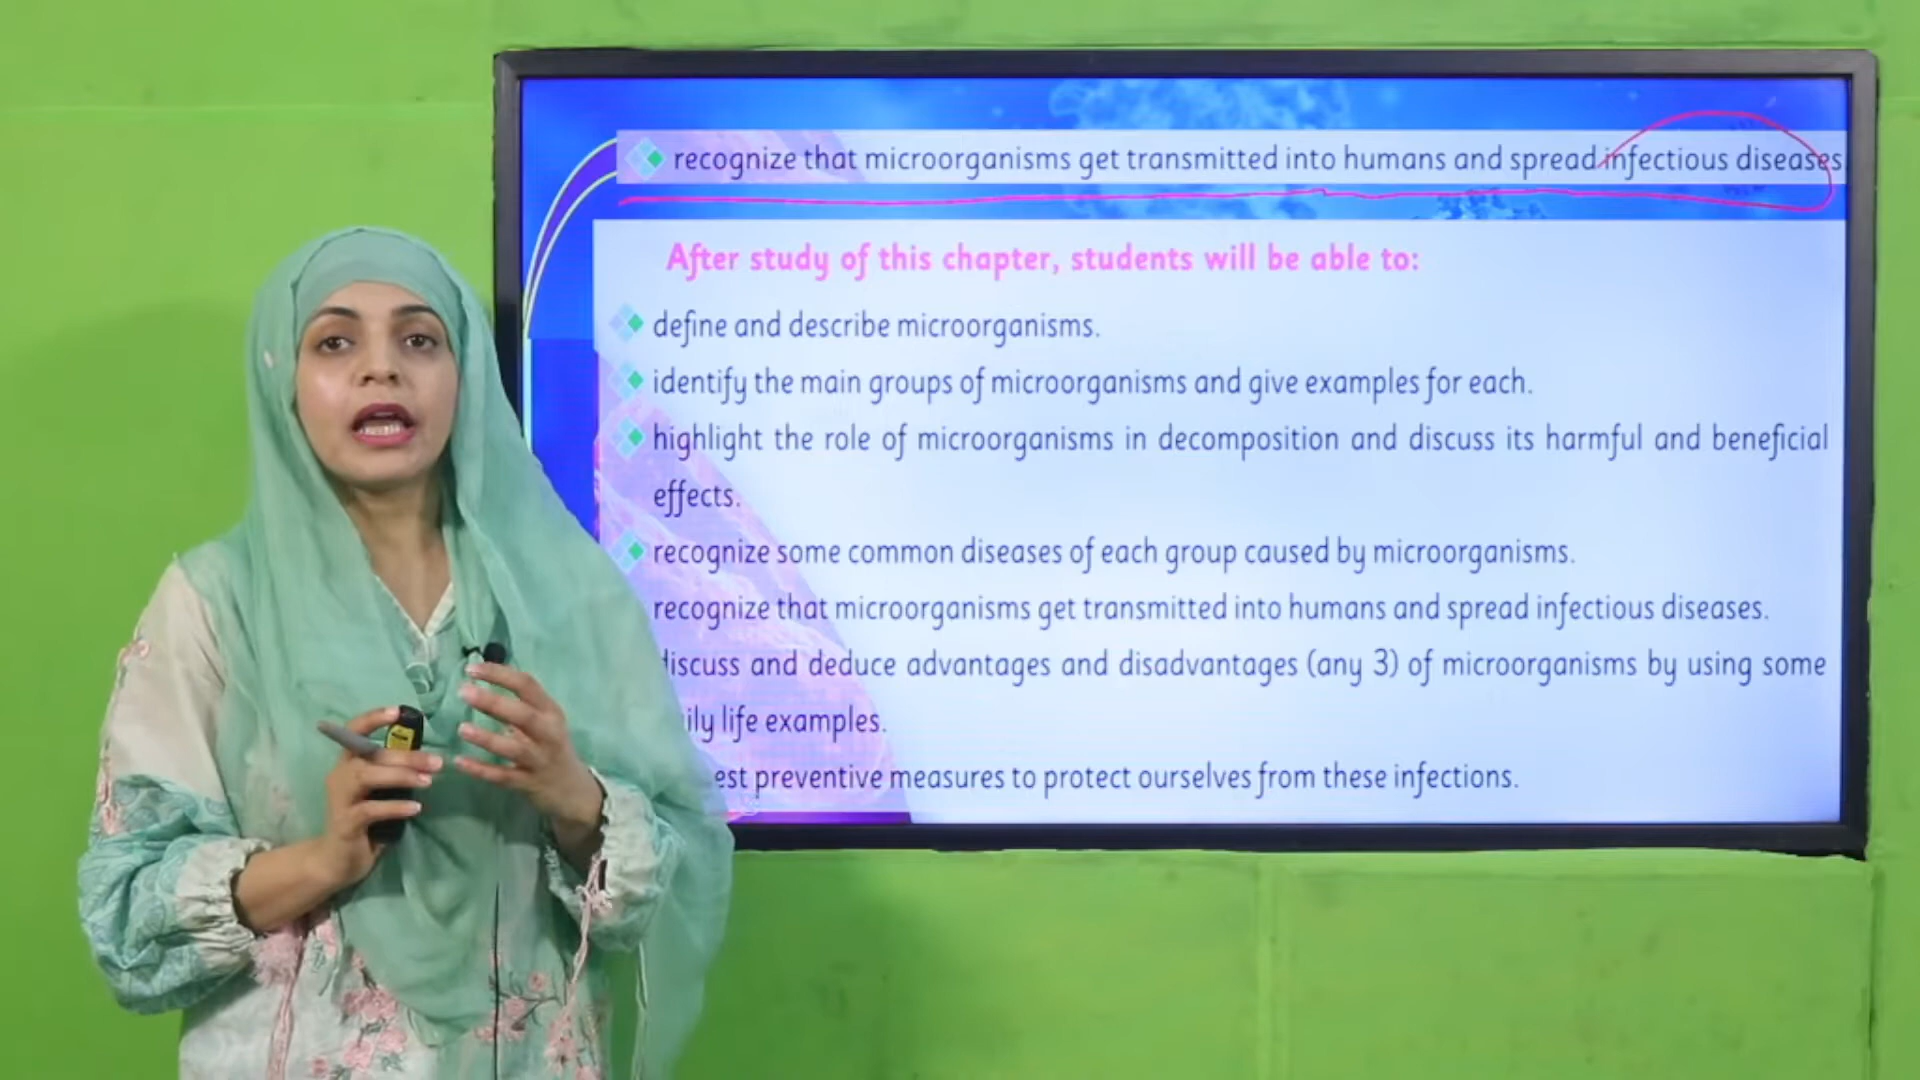 recognize that microorganisms get transmitted into humans and spread infectious diseases
After study of this chapter, students will be able to:
define and describe microorganisms.
identify the main groups of microorganisms and give examples for each.
highlight the role of microorganisms in decomposition and discuss its harmful and beneficial
effects.
recognize some common diseases of each group caused by microorganisms.
recognize that microorganisms get transmitted into humans and spread infectious diseases.
discuss and deduce advantages and disadvantages (any 3) of microorganisms by using some
life examples.
preventive measures to protect ourselves from these infections.